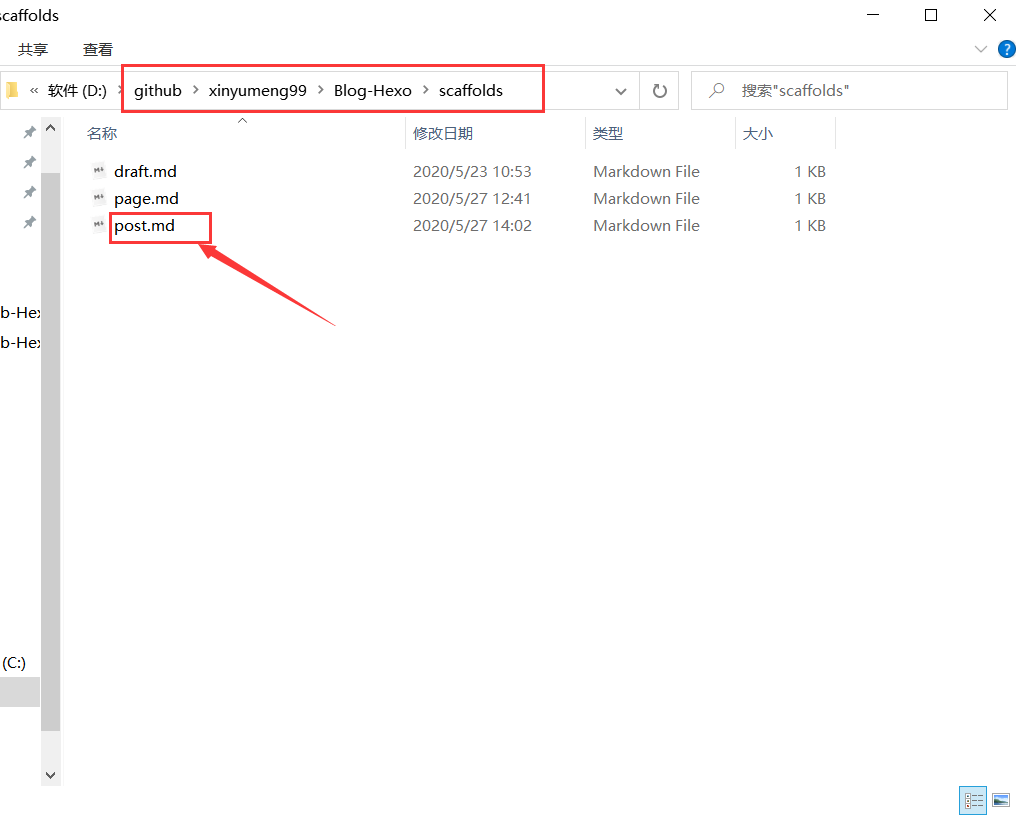 scaffolds
共享 查看
« 软件 (D:) › github › xinyumeng99 › Blog-Hexo › scaffolds 搜索"scaffolds"
名称 修改日期 类型 大小
draft.md 2020/5/23 10:53 Markdown File 1 KB
page.md 2020/5/27 12:41 Markdown File 1 KB
post.md 2020/5/27 14:02 Markdown File 1 KB
b-Hex
b-Hex
(C:)